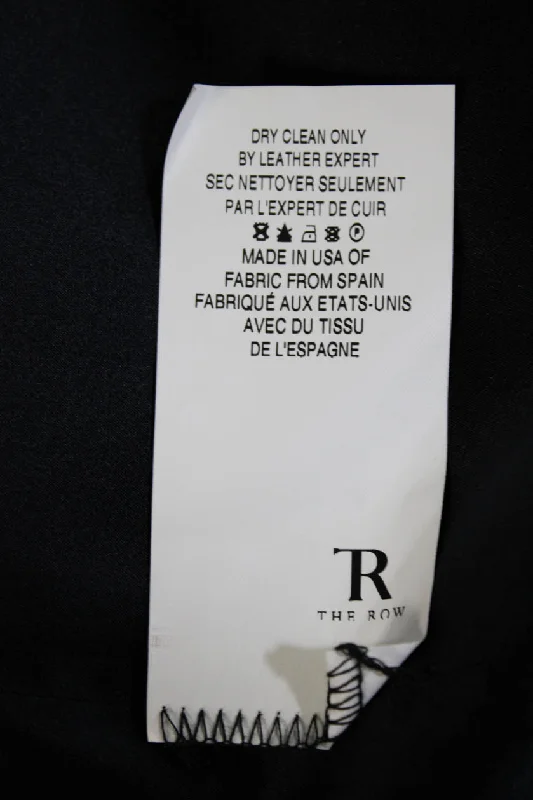 DRY CLEAN ONLY
BY LEATHER EXPERT
SEC NETTOYER SEULEMENT
PAR L'EXPERT DE CUIR
P
MADE IN USA OF
FABRIC FROM SPAIN
FABRIQUÉ AUX ETATS-UNIS
AVEC DU TISSU
DE L'ESPAGNE
TR
THE ROW